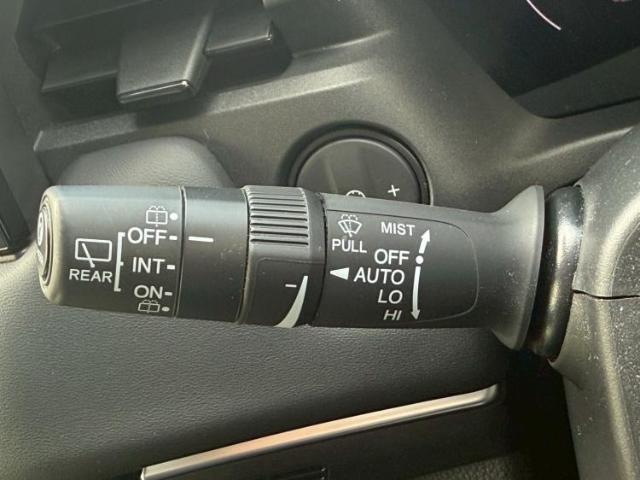 REAR
OFF
INT
ON
PULL
MIST
OFF
AUTO
LO
HI
+